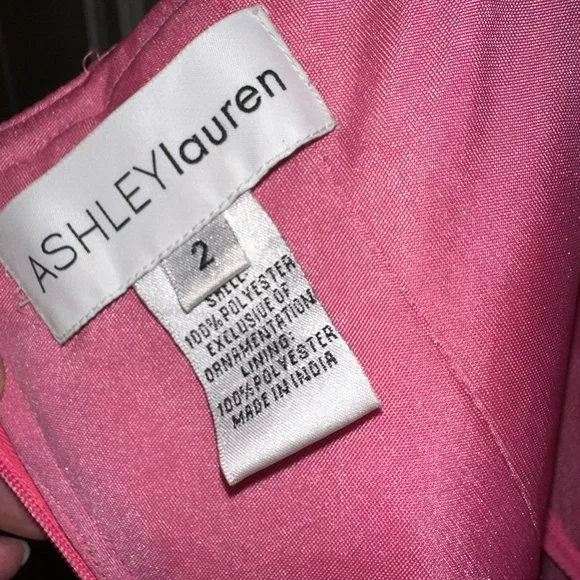 ASHLEYlauren
2
SHELL:
100% POLYESTER
EXCLUSIVE OF
ORNAMENTATION
LINING:
100% POLYESTER
MADE IN INDIA